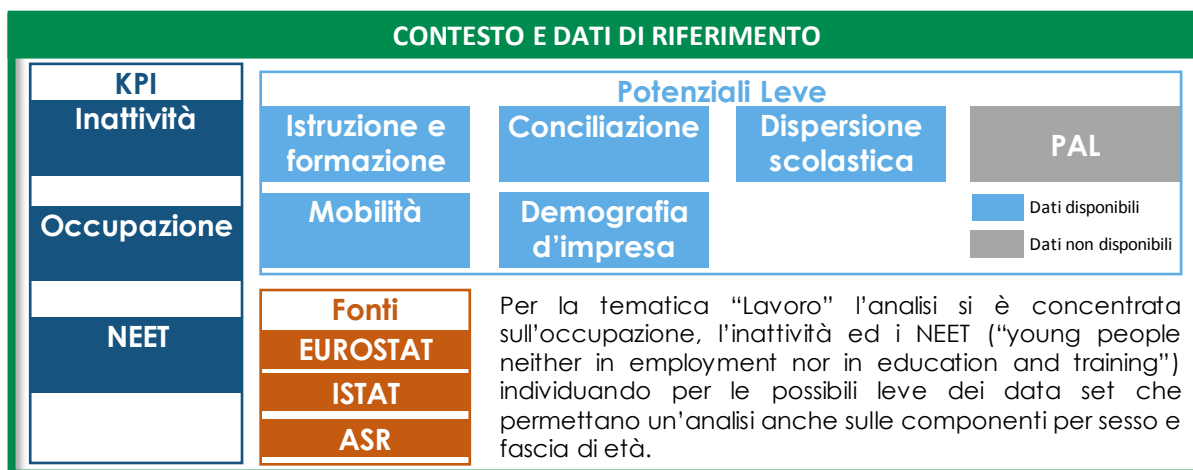 CONTESTO E DATI DI RIFERIMENTO
KPI
Inattività
Occupazione
NEET
Potenziali Leve
Istruzione e
formazione
Conciliazione
Dispersione
scolastica
PAL
Mobilità
Demografia
d'impresa
Dati disponibili
Dati non disponibili
Fonti
EUROSTAT
ISTAT
ASR
Per la tematica “Lavoro” l’analisi si è concentrata
sull’occupazione, l’inattività ed i NEET (“young people
neither in employment nor in education and training”)
individuando per le possibili leve dei data set che
permettano un’analisi anche sulle componenti per sesso e
fascia di età.